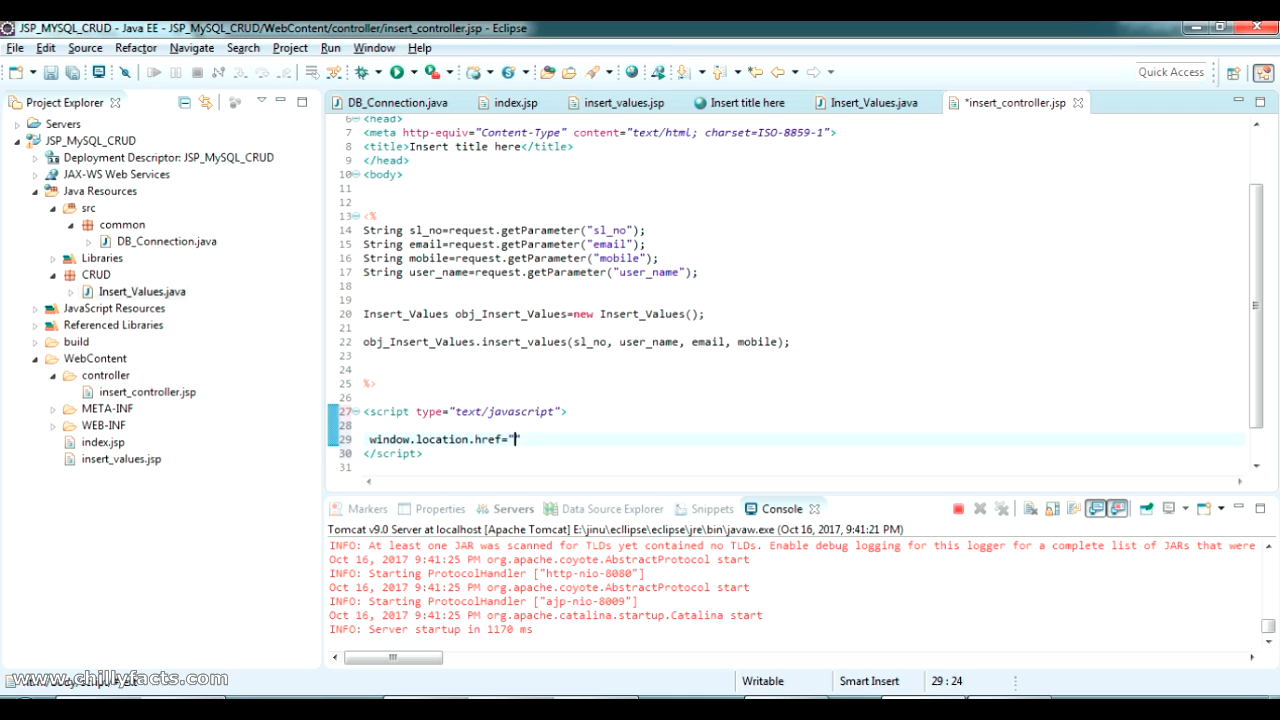 JSP_MYSQL_CRUD - Java EE - JSP_MySQL_CRUD/WebContent/controller/insert_controller.jsp - Eclipse
File Edit Source Refactor Navigate Search Project Run Window Help
Quick Access
Project Explorer
Servers
JSP_MySQL_CRUD
Deployment Descriptor: JSP_MySQL_CRUD
JAX-WS Web Services
Java Resources
src
common
DB_Connection.java
Libraries
CRUD
Insert_Values.java
JavaScript Resources
Referenced Libraries
build
WebContent
controller
insert_controller.jsp
META-INF
WEB-INF
index.jsp
insert_values.jsp
DB_Connection.java index.jsp insert_values.jsp Insert title here Insert_Values.java *insert_controller.jsp
6 <head>
7 <meta http-equiv="Content-Type" content="text/html; charset=ISO-8859-1">
8 <title>Insert title here</title>
9 </head>
10 <body>
11
12
13 <%
14 String sl_no=request.getParameter("sl_no");
15 String email=request.getParameter("email");
16 String mobile=request.getParameter("mobile");
17 String user_name=request.getParameter("user_name");
18
19
20 Insert_Values obj_Insert_Values=new Insert_Values();
21
22 obj_Insert_Values.insert_values(sl_no, user_name, email, mobile);
23
24
25 %>
26
27 <script type="text/javascript">
28
29 window.location.href=""
30 </script>
31
Markers Properties Servers Data Source Explorer Snippets Console
Tomcat v9.0 Server at localhost [Apache Tomcat] E:\jinu\ecllipse\eclipse\jre\bin\javaw.exe (Oct 16, 2017, 9:41:21 PM)
INFO: At least one JAR was scanned for TLDs yet contained no TLDs. Enable debug logging for this logger for a complete list of JARs that were
Oct 16, 2017 9:41:25 PM org.apache.coyote.AbstractProtocol start
INFO: Starting ProtocolHandler ["http-nio-8080"]
Oct 16, 2017 9:41:25 PM org.apache.coyote.AbstractProtocol start
INFO: Starting ProtocolHandler ["ajp-nio-8009"]
Oct 16, 2017 9:41:25 PM org.apache.catalina.startup.Catalina start
INFO: Server startup in 1170 ms
www.chillyfacts.com
Writable Smart Insert 29 : 24